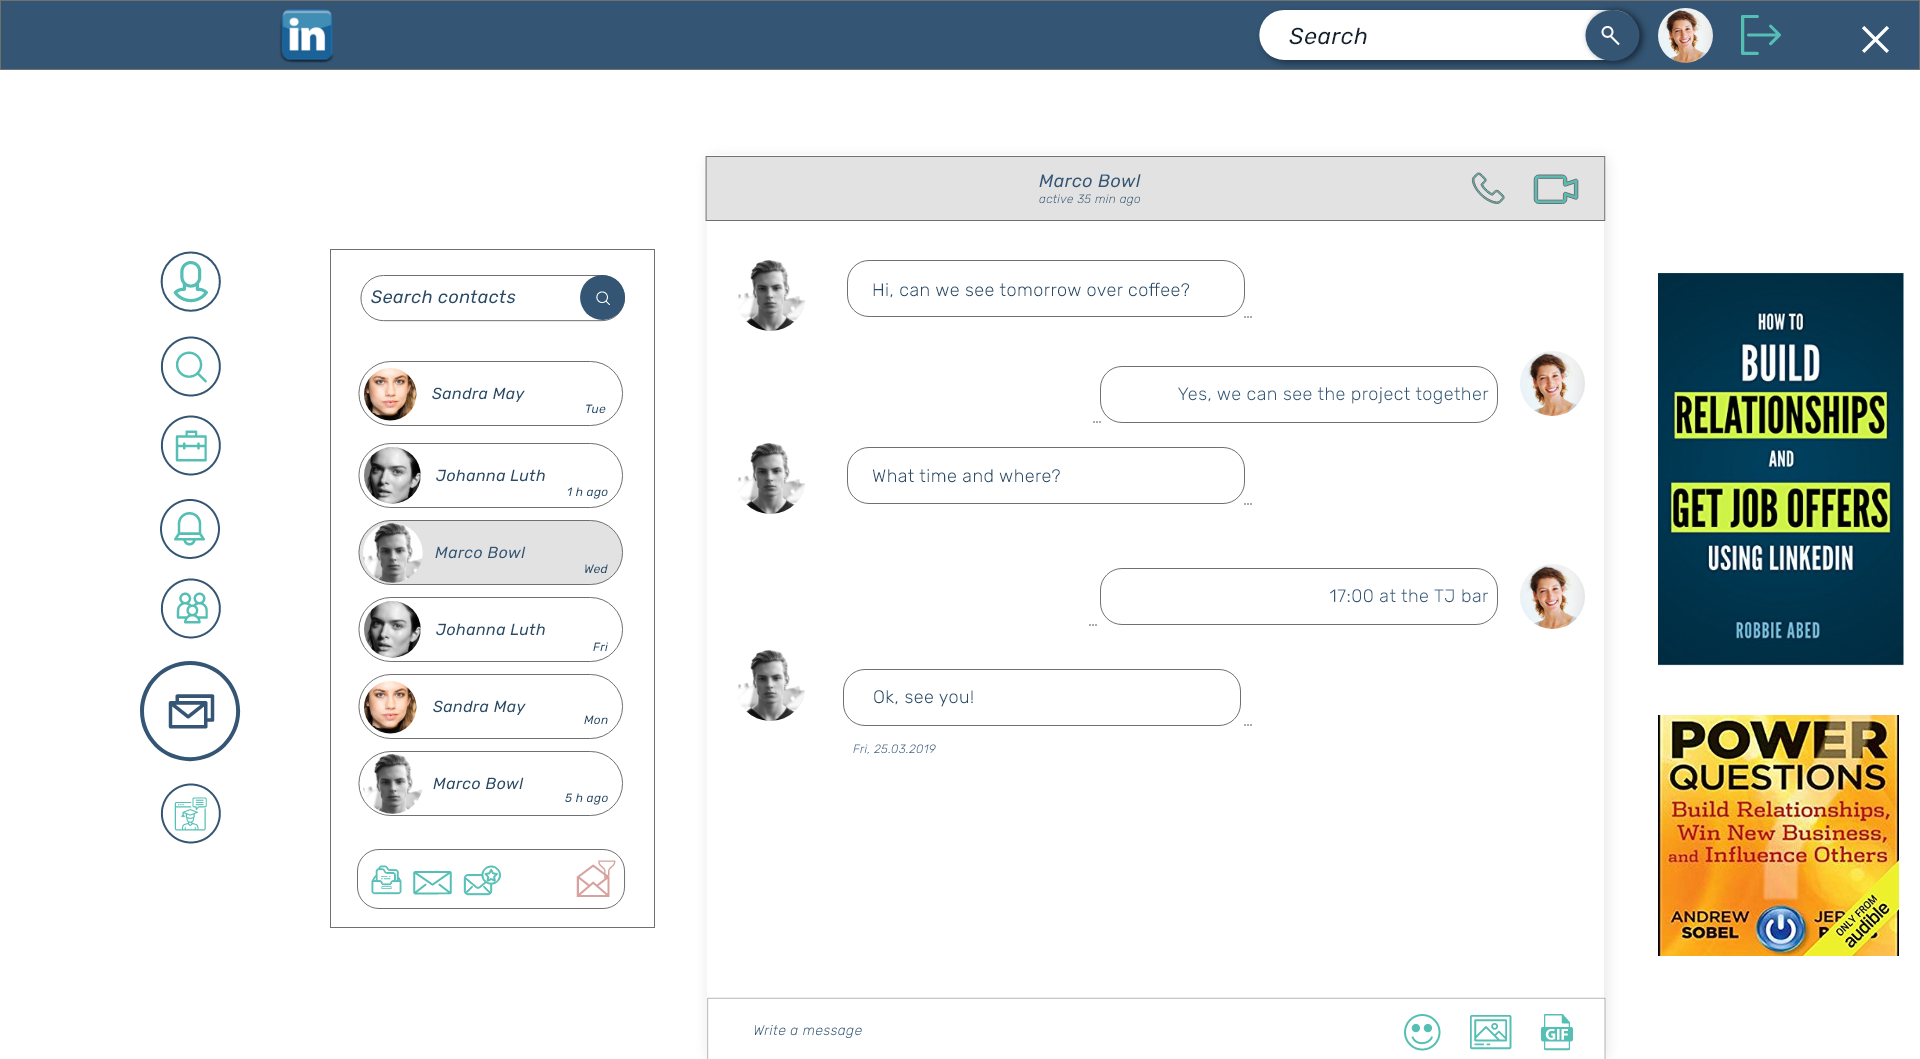 in
Search
Search contacts
Sandra May
Tue
Johanna Luth
1 h ago
Marco Bowl
Wed
Johanna Luth
Fri
Sandra May
Mon
Marco Bowl
5 h ago
Marco Bowl
active 35 min ago
Hi, can we see tomorrow over coffee?
...
Yes, we can see the project together
...
What time and where?
...
17:00 at the TJ bar
...
Ok, see you!
...
Fri, 25.03.2019
Write a message
GIF
HOW TO
BUILD
RELATIONSHIPS
AND
GET JOB OFFERS
USING LINKEDIN
ROBBIE ABED
POWER
QUESTIONS
Build Relationships,
Win New Business,
and Influence Others
ANDREW
SOBEL
ONLY FROM
audible